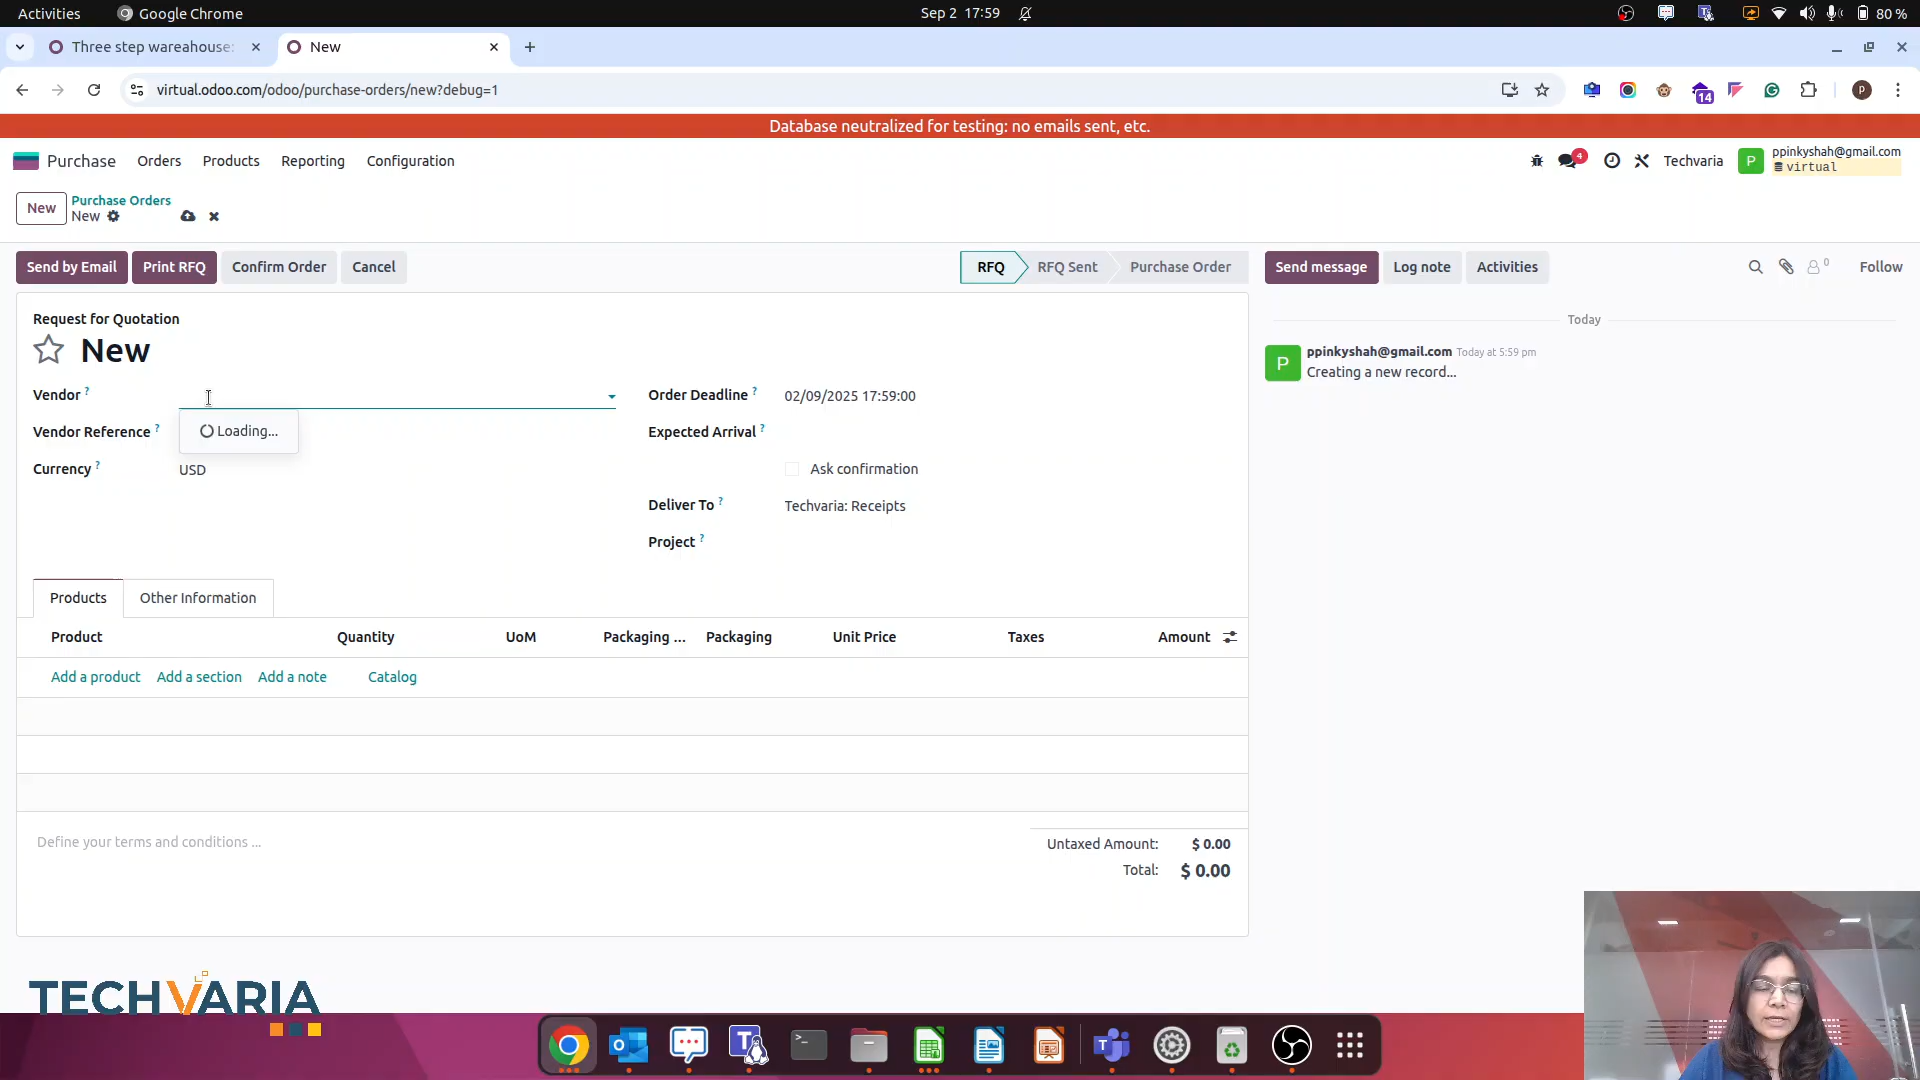 Activities
Google Chrome
Sep 2 17:59
80 %
Three step wareahouse
New
virtual.odoo.com/odoo/purchase-orders/new?debug=1
14
P
Database neutralized for testing: no emails sent, etc.
Purchase
Orders
Products
Reporting
Configuration
4
Techvaria
P
ppinkyshah@gmail.com
virtual
New
Purchase Orders
New
Send by Email
Print RFQ
Confirm Order
Cancel
RFQ
RFQ Sent
Purchase Order
Send message
Log note
Activities
0
Follow
Request for Quotation
New
Vendor ?
Loading...
Vendor Reference ?
Currency ?
USD
Order Deadline ?
02/09/2025 17:59:00
Expected Arrival ?
Ask confirmation
Deliver To ?
Techvaria: Receipts
Project ?
Today
P
ppinkyshah@gmail.com Today at 5:59 pm
Creating a new record...
Products
Other Information
Product
Quantity
UoM
Packaging ...
Packaging
Unit Price
Taxes
Amount
Add a product
Add a section
Add a note
Catalog
Define your terms and conditions ...
Untaxed Amount: $ 0.00
Total: $ 0.00
TECHVARIA